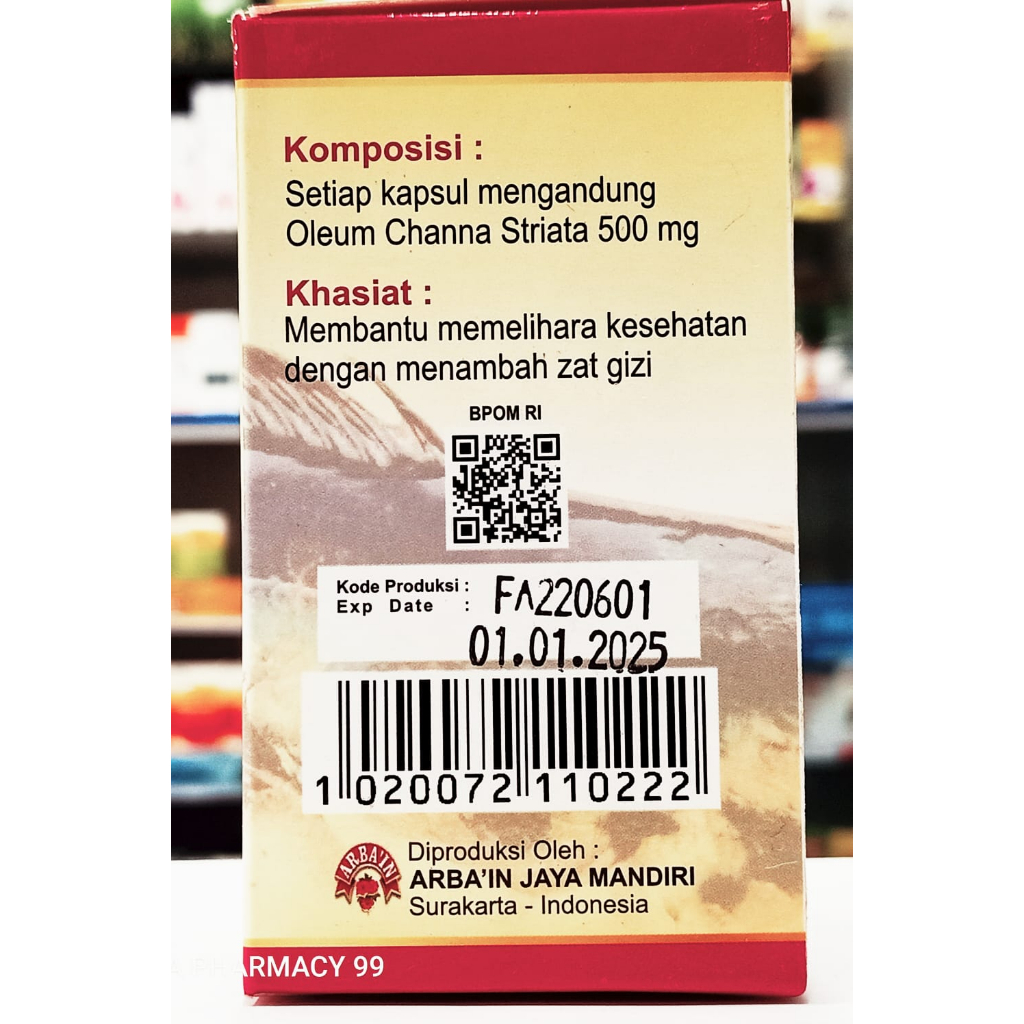 Komposisi :
Setiap kapsul mengandung
Oleum Channa Striata 500 mg
Khasiat :
Membantu memelihara kesehatan
dengan menambah zat gizi
BPOM RI
Kode Produksi : FA220601
Exp Date : 01.01.2025
1 020072 110222
ARBA'IN
Diproduksi Oleh :
ARBA'IN JAYA MANDIRI
Surakarta - Indonesia
PHARMACY 99